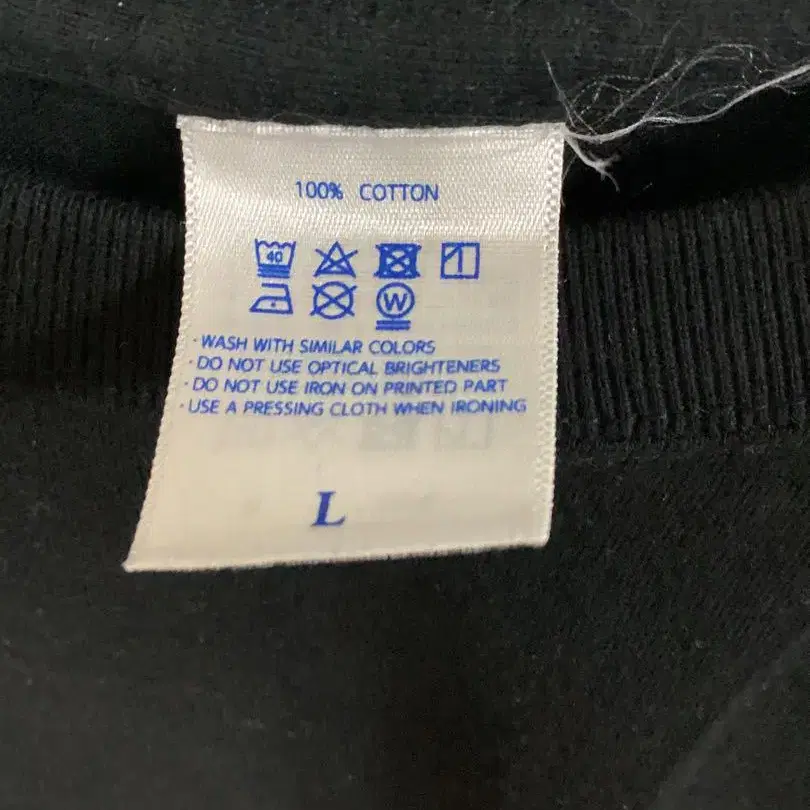 100% COTTON
40
W
·WASH WITH SIMILAR COLORS
·DO NOT USE OPTICAL BRIGHTENERS
·DO NOT USE IRON ON PRINTED PART
·USE A PRESSING CLOTH WHEN IRONING
L